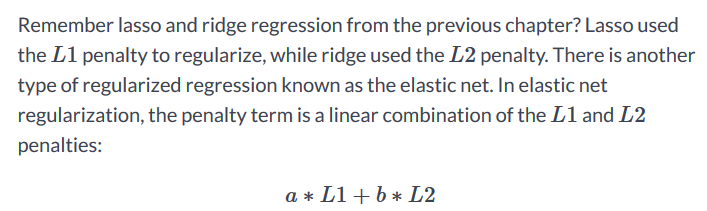 Remember lasso and ridge regression from the previous chapter? Lasso used
the L1 penalty to regularize, while ridge used the L2 penalty. There is another
type of regularized regression known as the elastic net. In elastic net
regularization, the penalty term is a linear combination of the L1 and L2
penalties:
a * L1 + b * L2